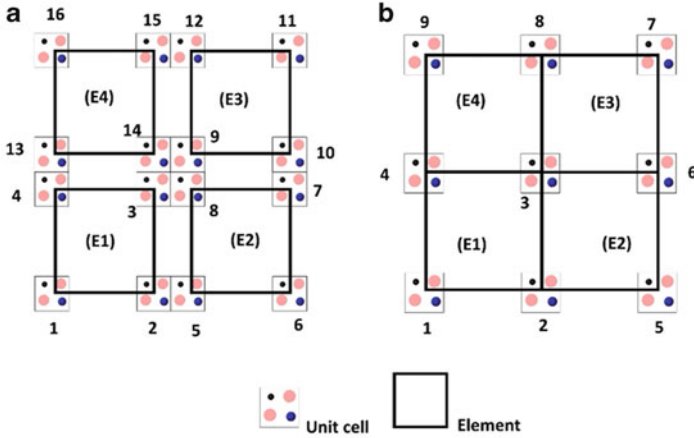 a
b
16 15 12 11
9 8 7
(E4) (E3)
(E4) (E3)
14 9
13 10
4 6
4 3 8 7
3
(E1) (E2)
(E1) (E2)
1 2 5 6
1 2 5
Unit cell
Element